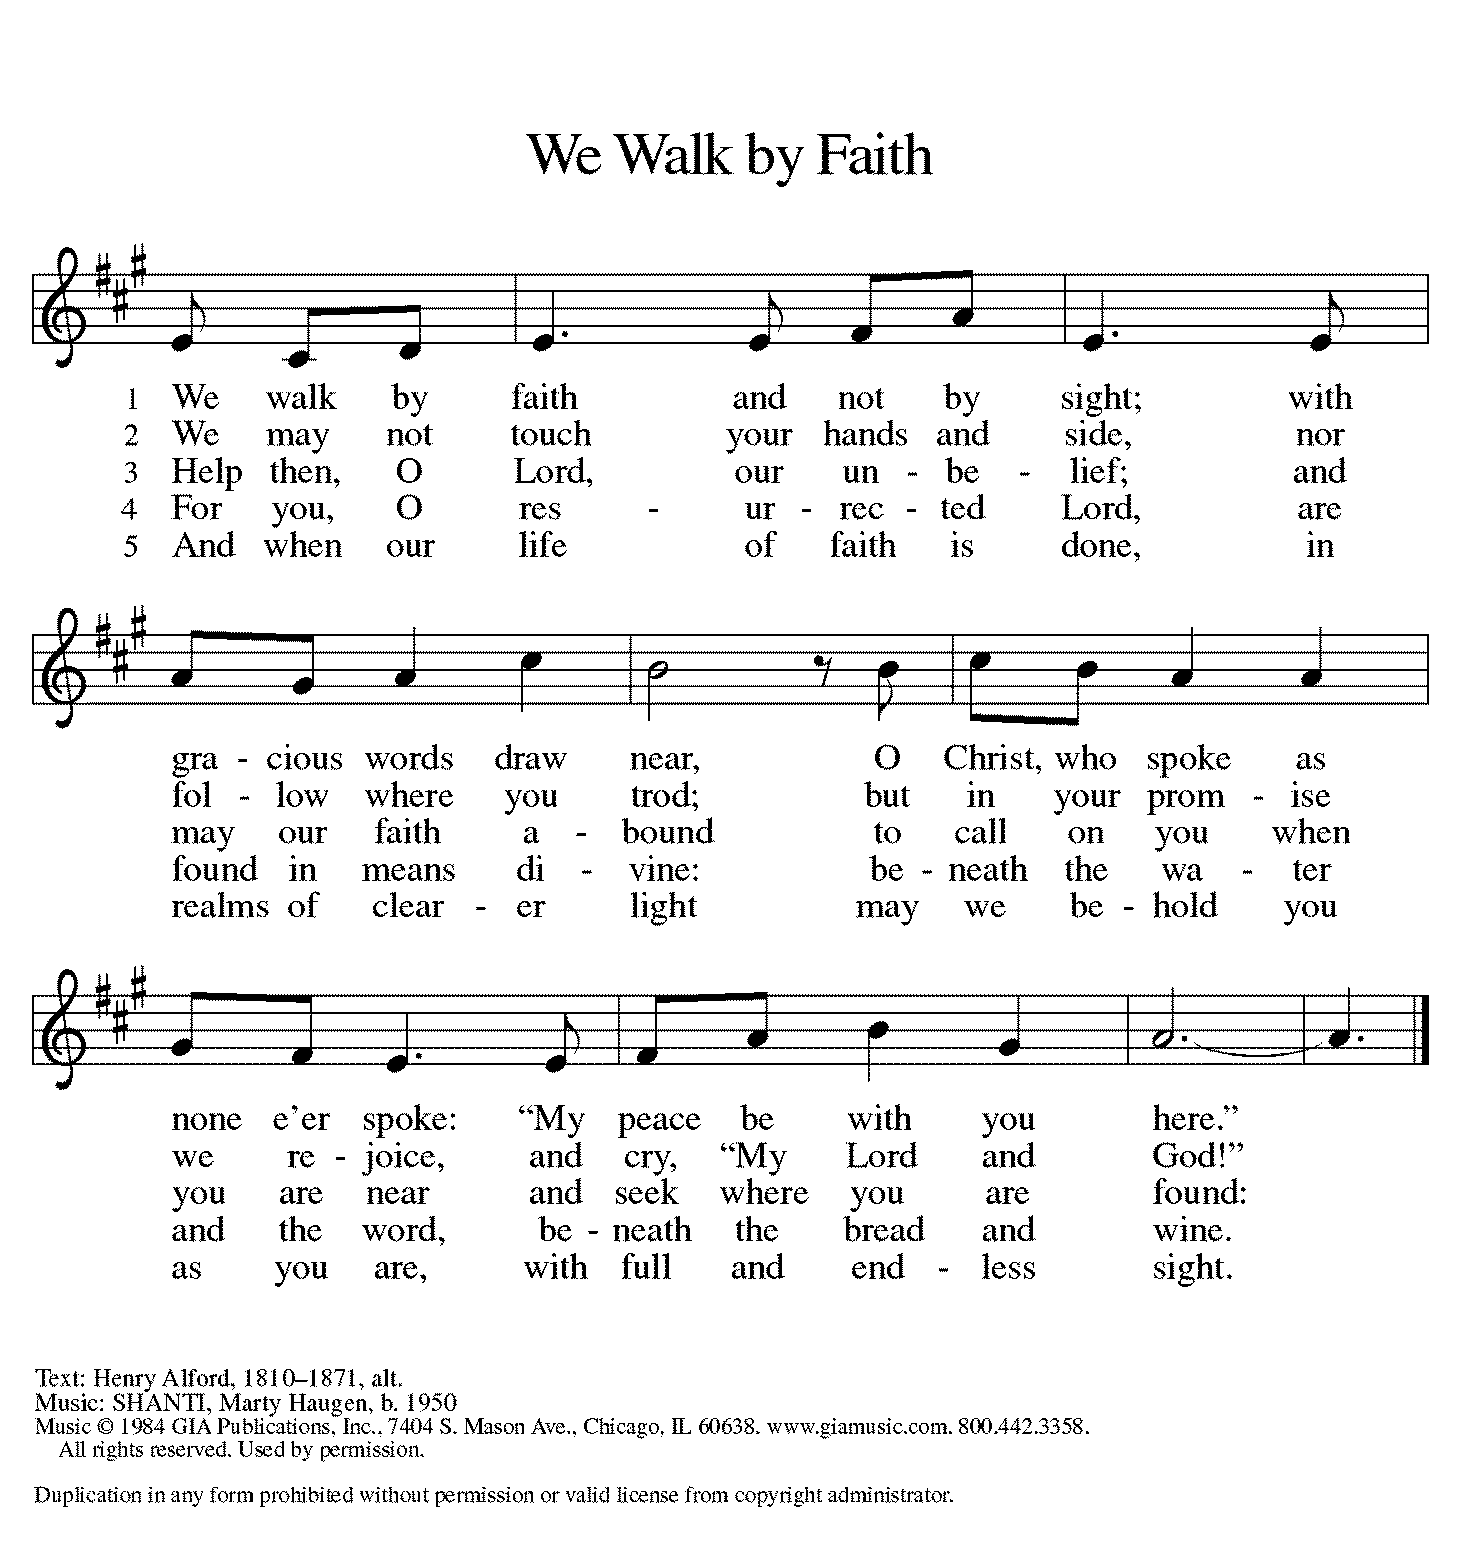 We Walk by Faith
1 We walk by faith and not by sight; with
2 We may not touch your hands and side, nor
3 Help then, O Lord, our un - be - lief; and
4 For you, O res - ur - rec - ted Lord, are
5 And when our life of faith is done, in
gra - cious words draw near, O Christ, who spoke as
fol - low where you trod; but in your prom - ise
may our faith a - bound to call on you when
found in means di - vine: be - neath the wa - ter
realms of clear - er light may we be - hold you
none e’er spoke: “My peace be with you here.”
we re - joice, and cry, “My Lord and God!”
you are near and seek where you are found:
and the word, be - neath the bread and wine.
as you are, with full and end - less sight.
Text: Henry Alford, 1810–1871, alt.
Music: SHANTI, Marty Haugen, b. 1950
Music © 1984 GIA Publications, Inc., 7404 S. Mason Ave., Chicago, IL 60638. www.giamusic.com. 800.442.3358.
All rights reserved. Used by permission.
Duplication in any form prohibited without permission or valid license from copyright administrator.